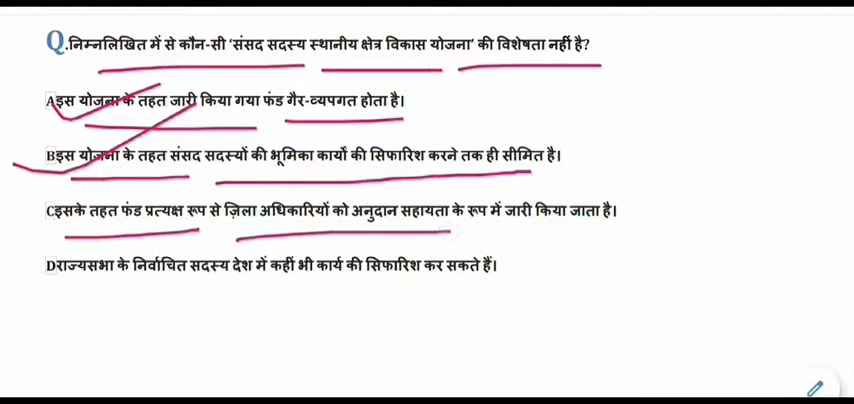 Q.निम्नलिखित में से कौन-सी 'संसद सदस्य स्थानीय क्षेत्र विकास योजना' की विशेषता नहीं है?
Aइस योजना के तहत जारी किया गया फंड गैर-व्यपगत होता है।
Bइस योजना के तहत संसद सदस्यों की भूमिका कार्यों की सिफारिश करने तक ही सीमित है।
Cइसके तहत फंड प्रत्यक्ष रूप से ज़िला अधिकारियों को अनुदान सहायता के रूप में जारी किया जाता है।
Dराज्यसभा के निर्वाचित सदस्य देश में कहीं भी कार्य की सिफारिश कर सकते हैं।